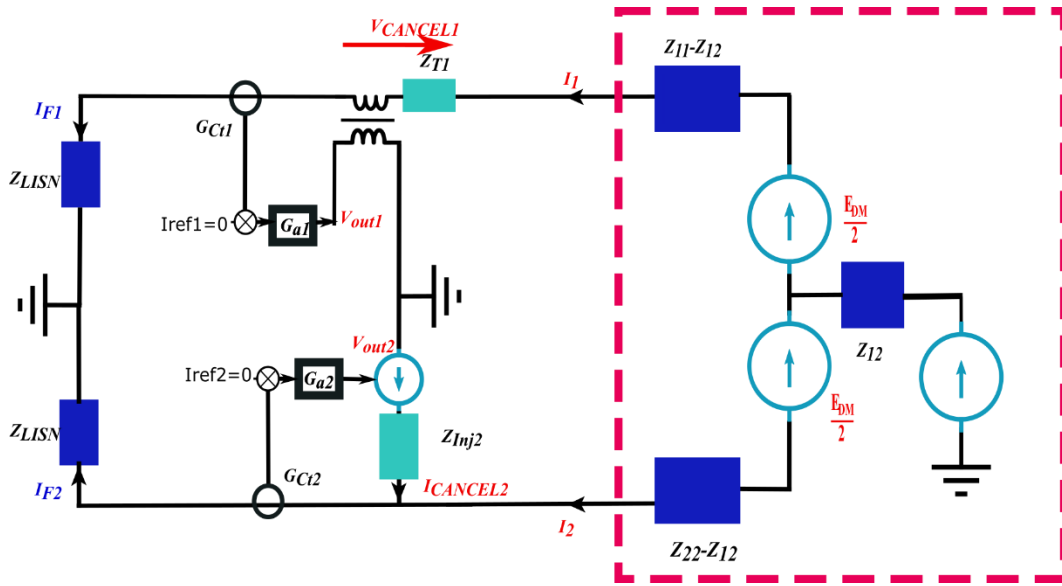 VCANCEL1
ZT1
Z11-Z12
I1
IF1
GCt1
ZLISN
Iref1=0
Ga1
Vout1
EDM
2
Vout2
Z12
Iref2=0
Ga2
EDM
2
ZLISN
ZInj2
IF2
GCt2
ICANCEL2
I2
Z22-Z12